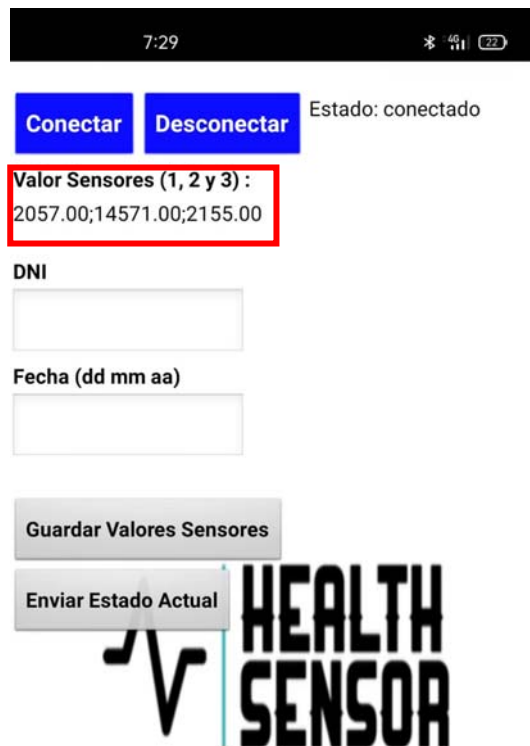 7:29
4G
22
Conectar
Desconectar
Estado: conectado
Valor Sensores (1, 2 y 3) :
2057.00;14571.00;2155.00
DNI
Fecha (dd mm aa)
Guardar Valores Sensores
Enviar Estado Actual
HEALTH
SENSOR